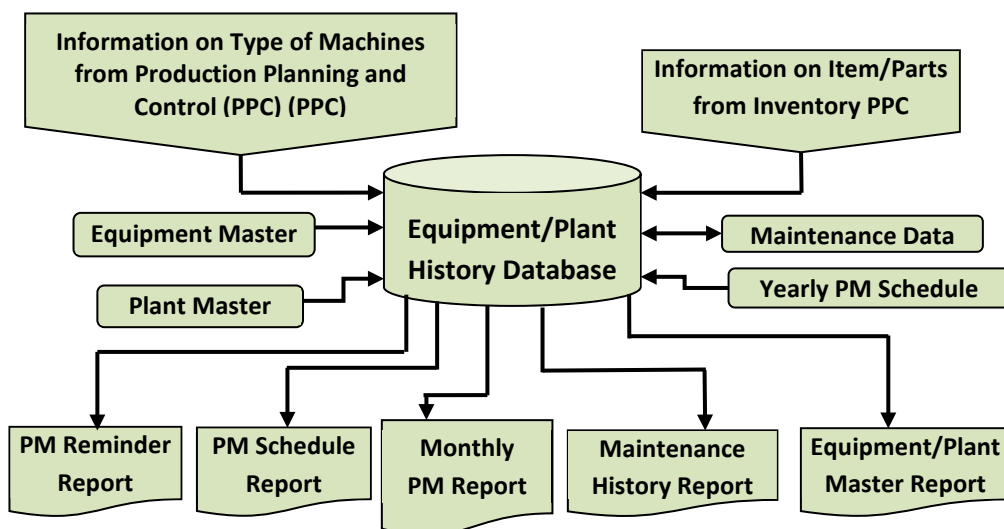 Information on Type of Machines
from Production Planning and
Control (PPC) (PPC)
Information on Item/Parts
from Inventory PPC
Equipment Master
Plant Master
Equipment/Plant
History Database
Maintenance Data
Yearly PM Schedule
PM Reminder
Report
PM Schedule
Report
Monthly
PM Report
Maintenance
History Report
Equipment/Plant
Master Report